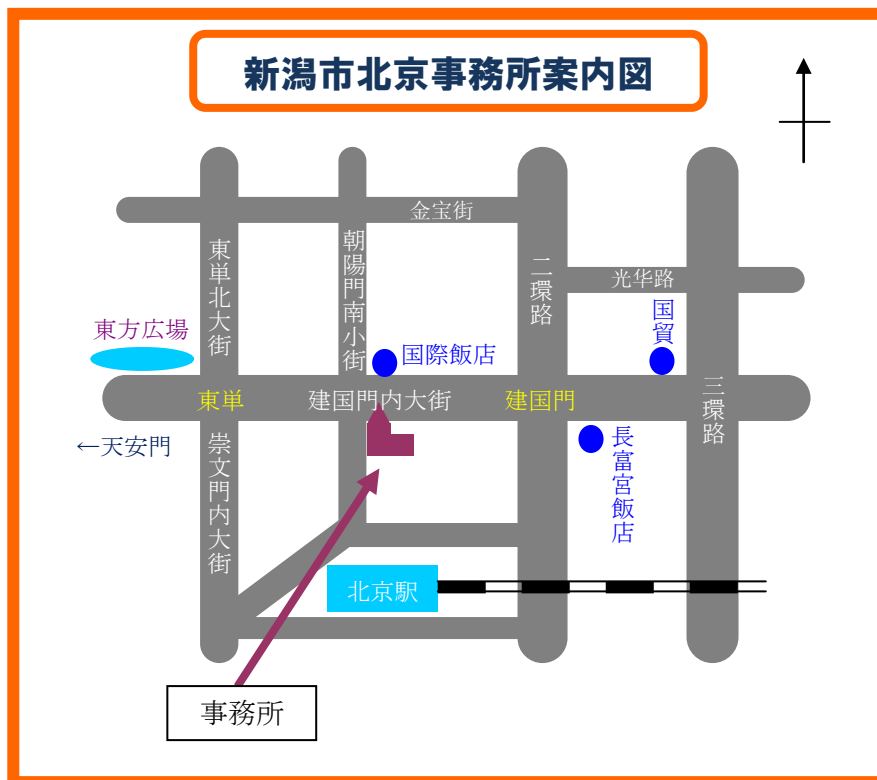 新潟市北京事務所案内図
金宝街
東単北大街
朝陽門南小街
二環路
光华路
東方広場
国際飯店
国貿
三環路
東単
建国門内大街
建国門
←天安門
崇文門内大街
長富宮飯店
北京駅
事務所